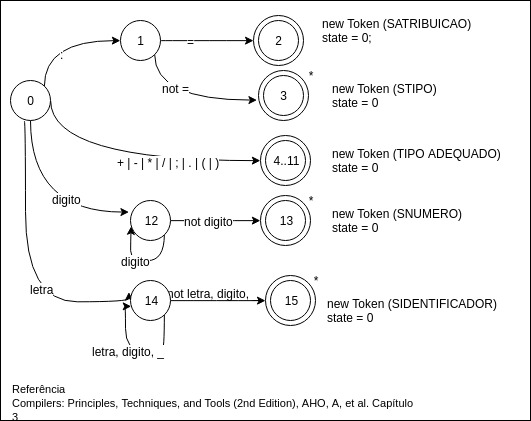 1
=
2
new Token (SATRIBUICAO)
state = 0;
:
not =
3
*
new Token (STIPO)
state = 0
0
+ | - | * | / | ; | . | ( | )
4..11
new Token (TIPO ADEQUADO)
state = 0
digito
12
not digito
13
*
new Token (SNUMERO)
state = 0
digito
letra
14
not letra, digito,
15
*
new Token (SIDENTIFICADOR)
state = 0
letra, digito, _
Referência
Compilers: Principles, Techniques, and Tools (2nd Edition), AHO, A, et al. Capítulo
3